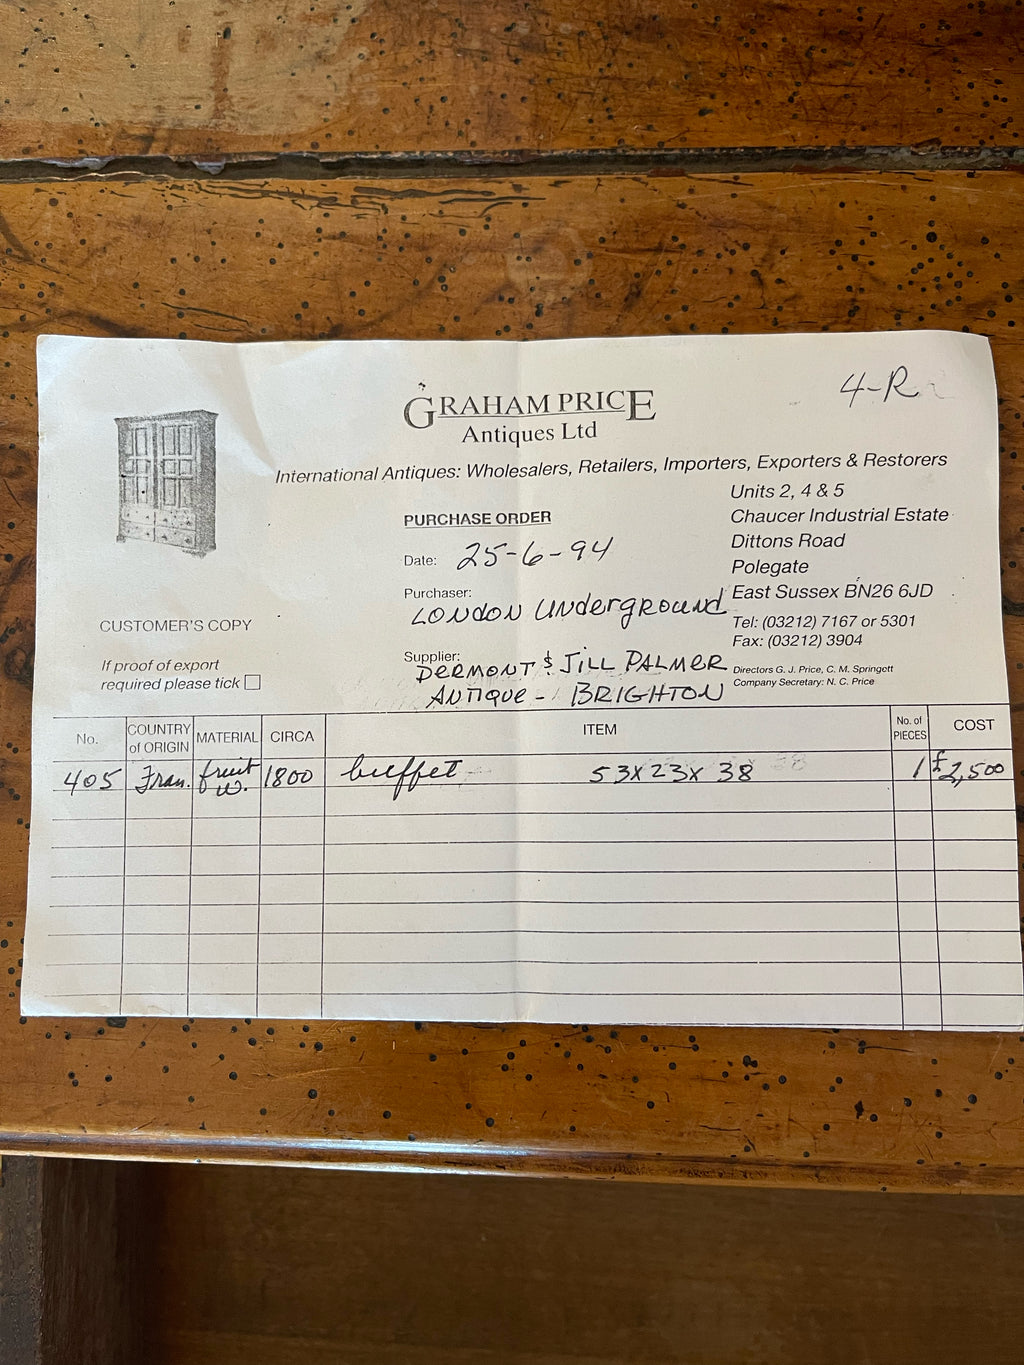 4-R
GRAHAM PRICE
Antiques Ltd
International Antiques: Wholesalers, Retailers, Importers, Exporters & Restorers
PURCHASE ORDER
Date: 25-6-94
Purchaser:
LONDON UNDERGROUND
Supplier:
DERMONT & JILL PALMER
ANTIQUE - BRIGHTON
Units 2, 4 & 5
Chaucer Industrial Estate
Dittons Road
Polegate
East Sussex BN26 6JD
Tel: (03212) 7167 or 5301
Fax: (03212) 3904
Directors G. J. Price, C. M. Springett
Company Secretary: N. C. Price
CUSTOMER'S COPY
If proof of export
required please tick
No. COUNTRY of ORIGIN MATERIAL CIRCA ITEM No. of PIECES COST
405 Fran. fruit w. 1800 buffet 53x23x 38 1 £2,500